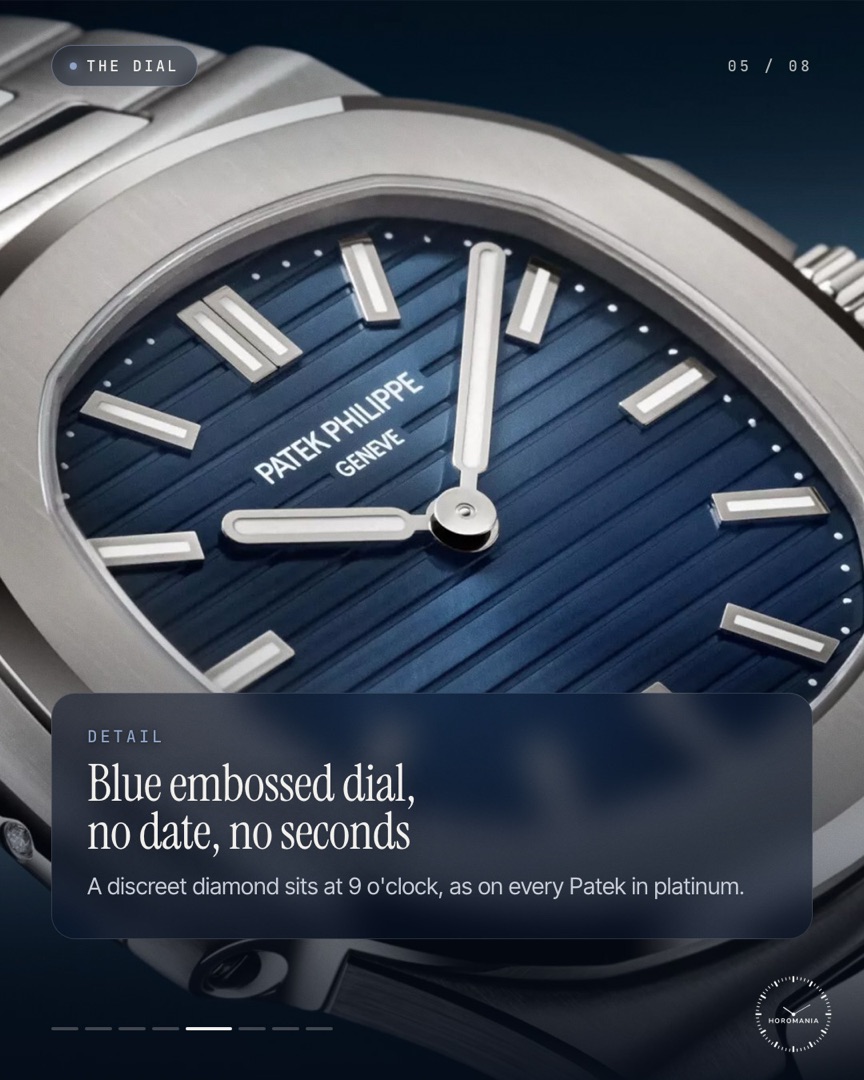 THE DIAL
05 / 08
PATEK PHILIPPE
GENEVE
DETAIL
Blue embossed dial,
no date, no seconds
A discreet diamond sits at 9 o'clock, as on every Patek in platinum.
HOROMANIA